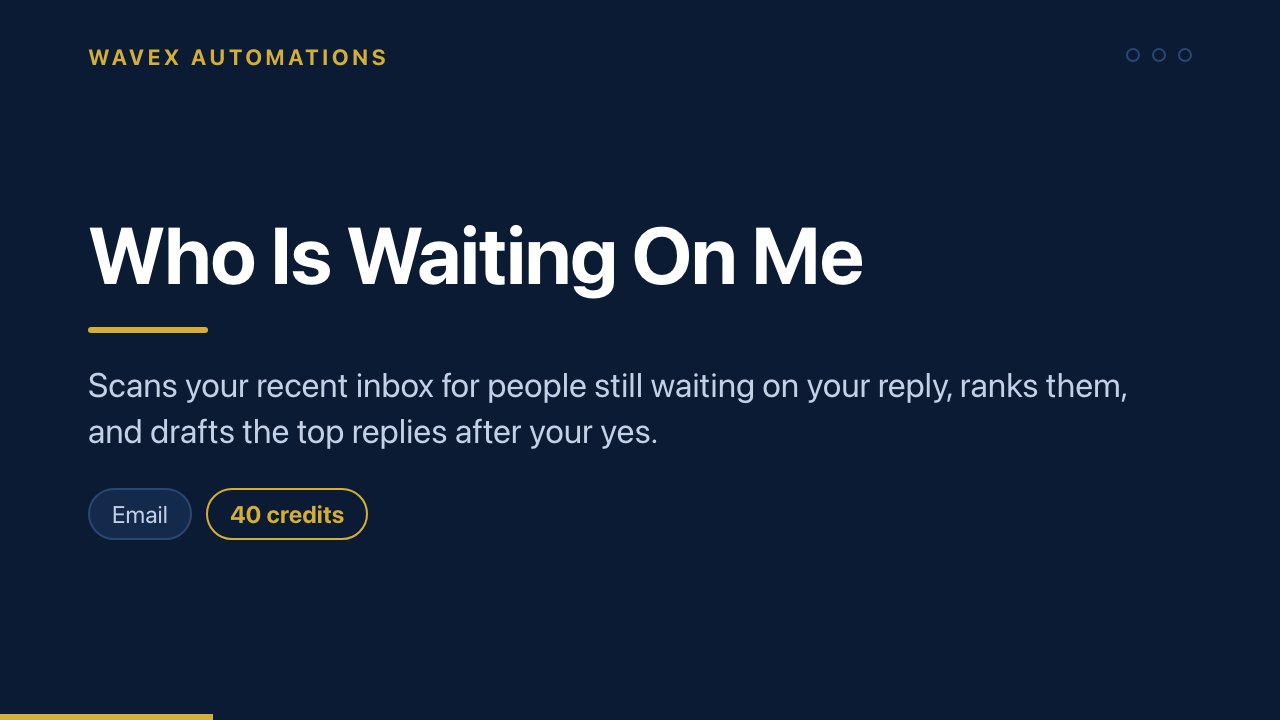 WAVEX AUTOMATIONS
Who Is Waiting On Me
Scans your recent inbox for people still waiting on your reply, ranks them,
and drafts the top replies after your yes.
Email
40 credits